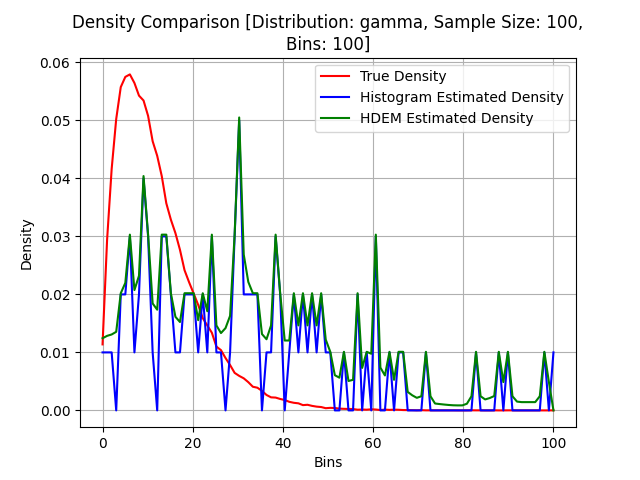 Density Comparison [Distribution: gamma, Sample Size: 100,
Bins: 100]
True Density
Histogram Estimated Density
HDEM Estimated Density
Density
0.06
0.05
0.04
0.03
0.02
0.01
0.00
0 20 40 60 80 100
Bins